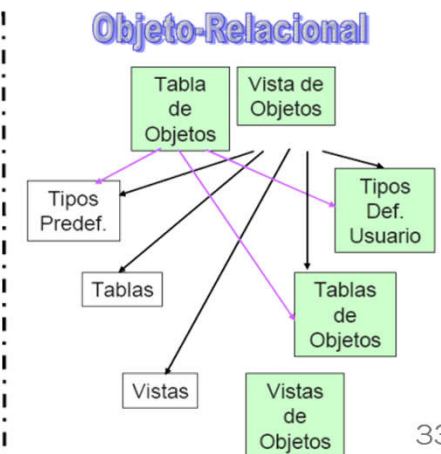 Objeto-Relacional
Tabla
de
Objetos
Vista de
Objetos
Tipos
Predef.
Tipos
Def.
Usuario
Tablas
Tablas
de
Objetos
Vistas
Vistas
de
Objetos
33